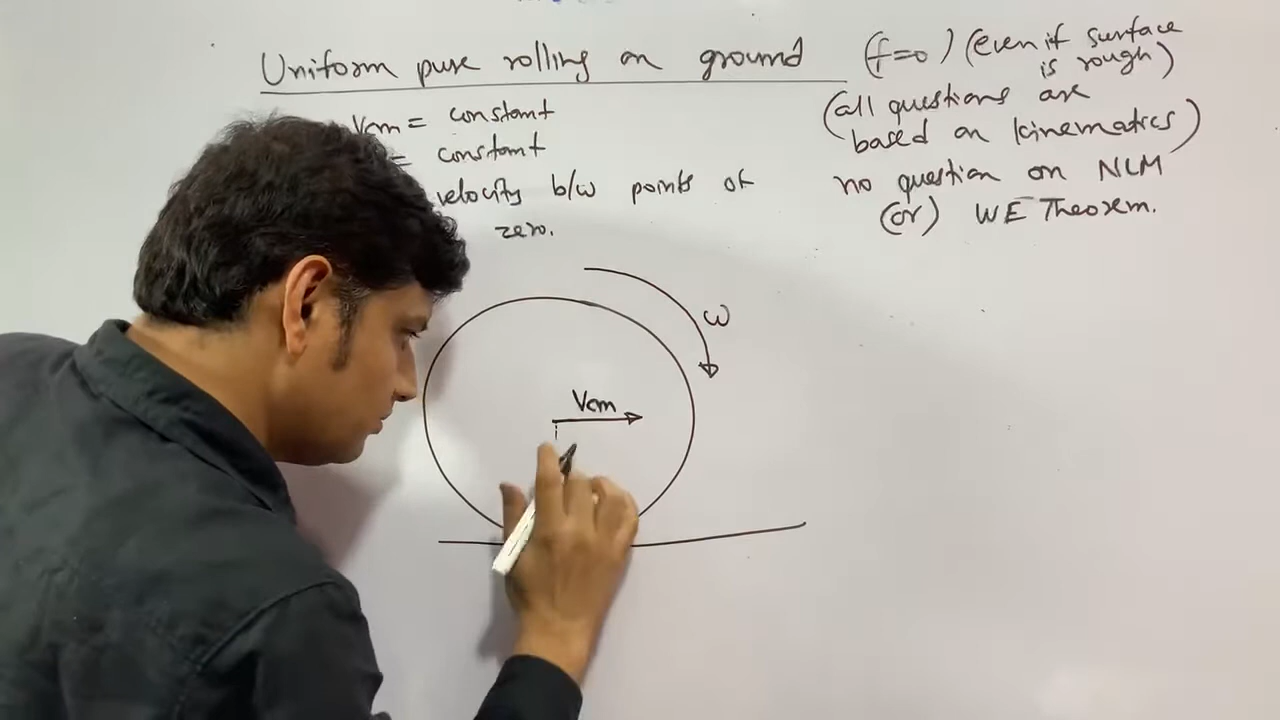 Uniform pure rolling on ground
(f=0) (even if surface
is rough)
Vcm = constant
= constant
velocity b/w points of
zero.
(all questions are
based on kinematics)
no question on NLM
(or) WE Theorem.
ω
Vcm